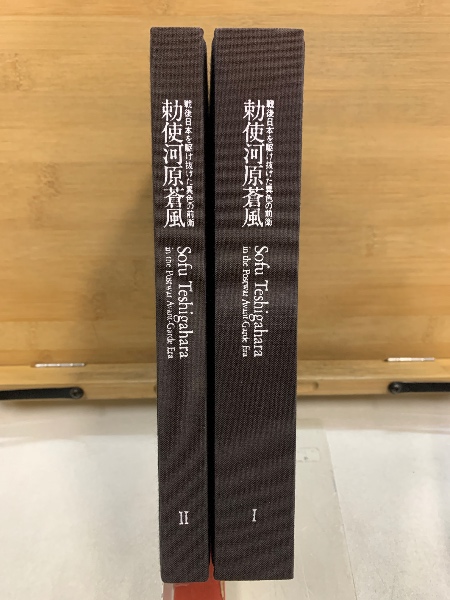 戦後日本を駆け抜けた異色の前衛
勅使河原蒼風
Sofu Teshigahara
in the Postwar Avant-Garde Era
II
戦後日本を駆け抜けた異色の前衛
勅使河原蒼風
Sofu Teshigahara
in the Postwar Avant-Garde Era
I